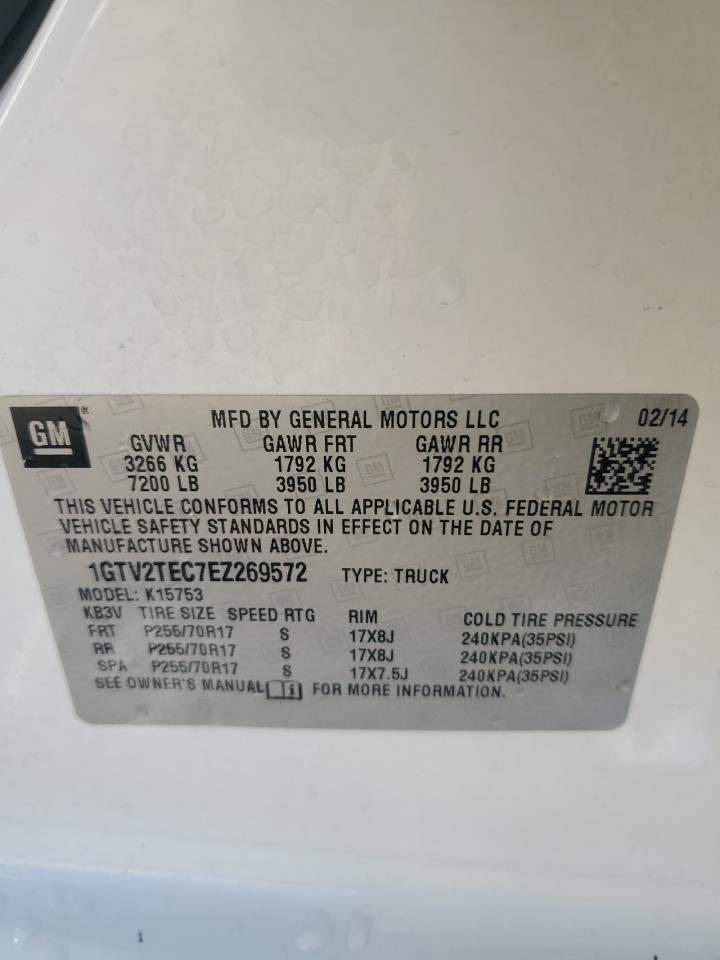 GM ® MFD BY GENERAL MOTORS LLC 02/14
GVWR GAWR FRT GAWR RR
3266 KG 1792 KG 1792 KG
7200 LB 3950 LB 3950 LB
THIS VEHICLE CONFORMS TO ALL APPLICABLE U.S. FEDERAL MOTOR
VEHICLE SAFETY STANDARDS IN EFFECT ON THE DATE OF
MANUFACTURE SHOWN ABOVE.
1GTV2TEC7EZ269572 TYPE: TRUCK
MODEL: K15753
KB3V TIRE SIZE SPEED RTG RIM COLD TIRE PRESSURE
FRT P255/70R17 S 17X8J 240KPA(35PSI)
RR P255/70R17 S 17X8J 240KPA(35PSI)
SPA P255/70R17 S 17X7.5J 240KPA(35PSI)
SEE OWNER'S MANUAL FOR MORE INFORMATION.